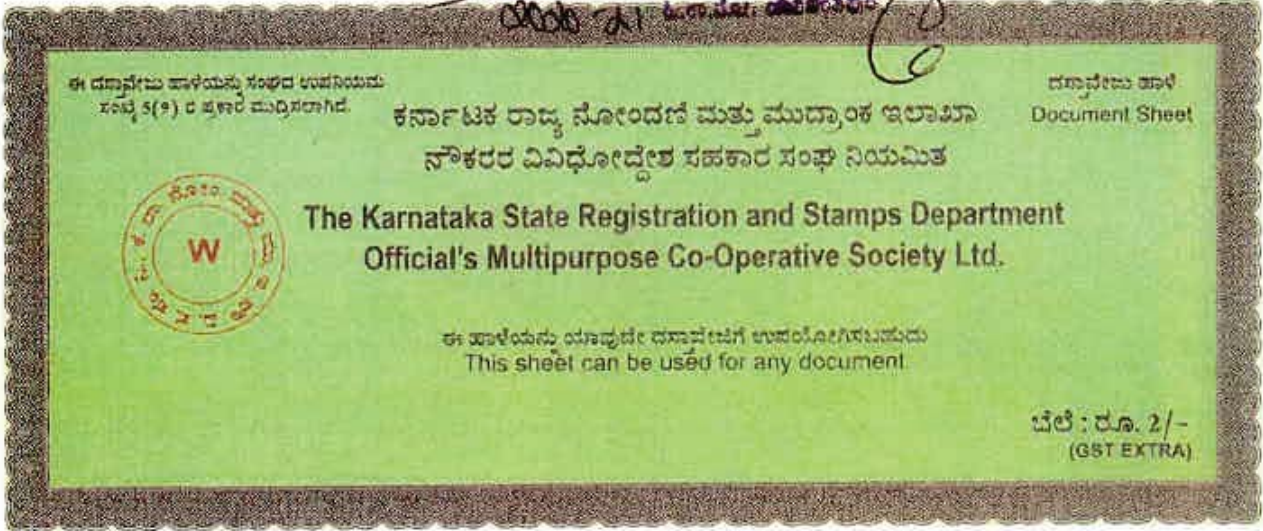 ಈ ದಸ್ತಾವೇಜು ಹಾಳೆಯನ್ನು ಸಂಘದ ಉಪನಿಯಮ
ಸಂಖ್ಯೆ 5(೪) ರ ಪ್ರಕಾರ ಮುದ್ರಿಸಲಾಗಿದೆ.
ದಸ್ತಾವೇಜು ಹಾಳೆ
Document Sheet
ಕರ್ನಾಟಕ ರಾಜ್ಯ ನೋಂದಣಿ ಮತ್ತು ಮುದ್ರಾಂಕ ಇಲಾಖಾ
ನೌಕರರ ವಿವಿಧೋದ್ದೇಶ ಸಹಕಾರ ಸಂಘ ನಿಯಮಿತ
W
The Karnataka State Registration and Stamps Department
Official's Multipurpose Co-Operative Society Ltd.
ಈ ಹಾಳೆಯನ್ನು ಯಾವುದೇ ದಸ್ತಾವೇಜಿಗೆ ಉಪಯೋಗಿಸಬಹುದು
This sheet can be used for any document
ಬೆಲೆ : ರೂ. 2/-
(GST EXTRA)